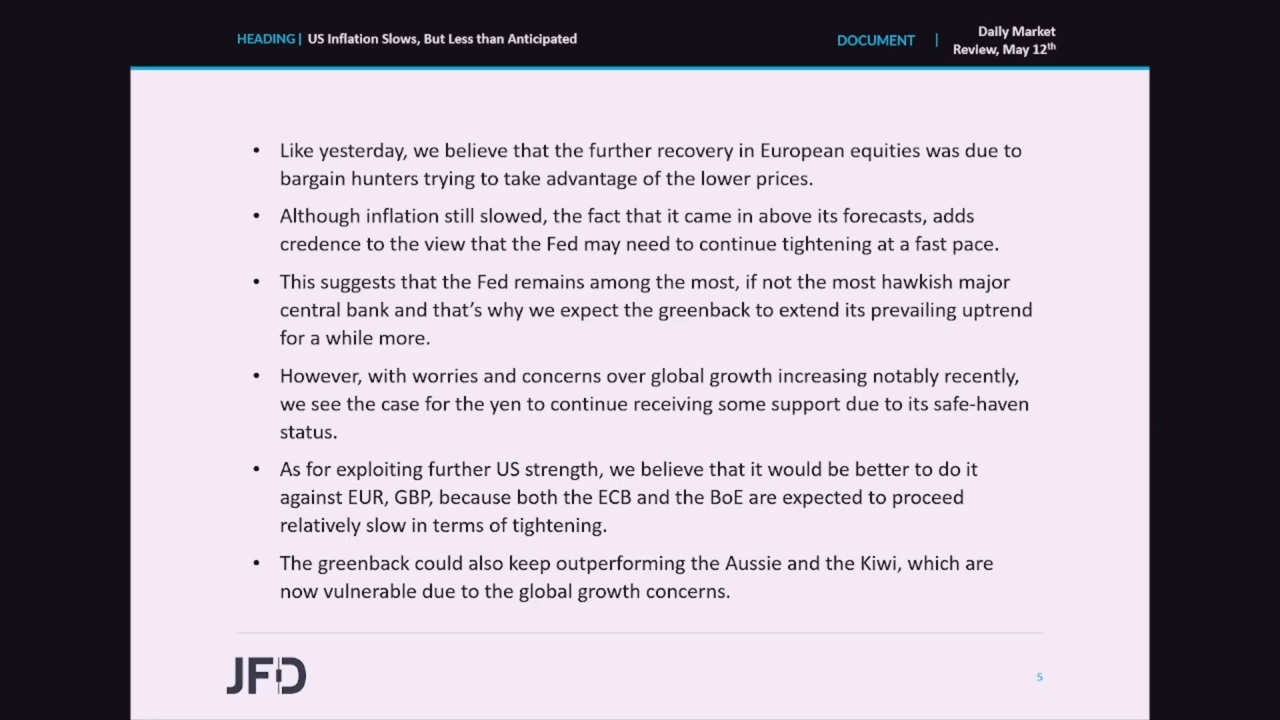 HEADING| US Inflation Slows, But Less than Anticipated
DOCUMENT | Daily Market
Review, May 12th
• Like yesterday, we believe that the further recovery in European equities was due to
bargain hunters trying to take advantage of the lower prices.
• Although inflation still slowed, the fact that it came in above its forecasts, adds
credence to the view that the Fed may need to continue tightening at a fast pace.
• This suggests that the Fed remains among the most, if not the most hawkish major
central bank and that’s why we expect the greenback to extend its prevailing uptrend
for a while more.
• However, with worries and concerns over global growth increasing notably recently,
we see the case for the yen to continue receiving some support due to its safe-haven
status.
• As for exploiting further US strength, we believe that it would be better to do it
against EUR, GBP, because both the ECB and the BoE are expected to proceed
relatively slow in terms of tightening.
• The greenback could also keep outperforming the Aussie and the Kiwi, which are
now vulnerable due to the global growth concerns.
JFD
5